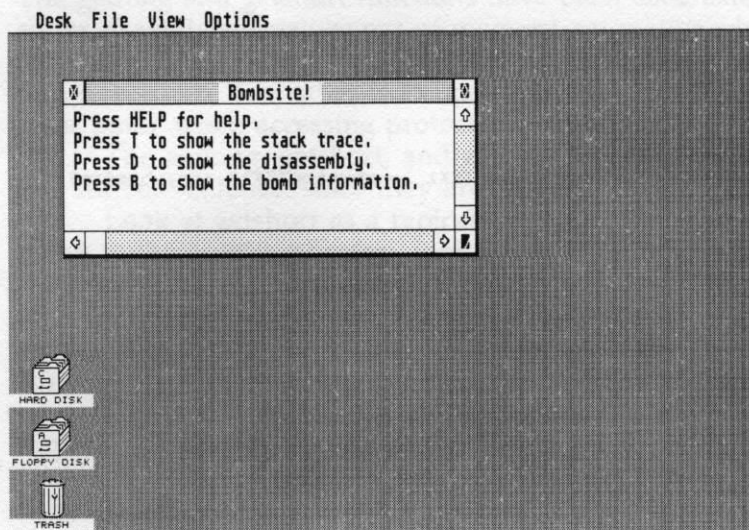 Desk File View Options
Bombsite!
Press HELP for help.
Press T to show the stack trace.
Press D to show the disassembly.
Press B to show the bomb information.
C
HARD DISK
A
FLOPPY DISK
TRASH